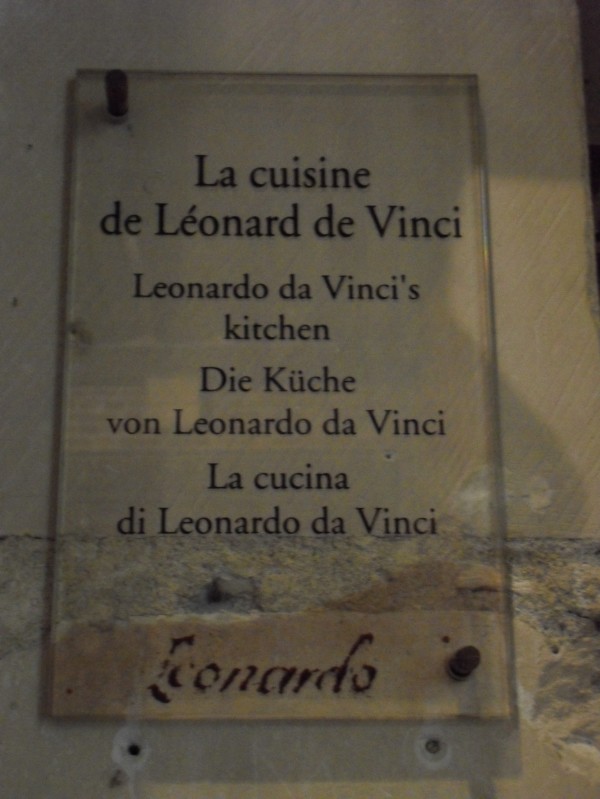 La cuisine
de Léonard de Vinci
Leonardo da Vinci's
kitchen
Die Küche
von Leonardo da Vinci
La cucina
di Leonardo da Vinci
Leonardo